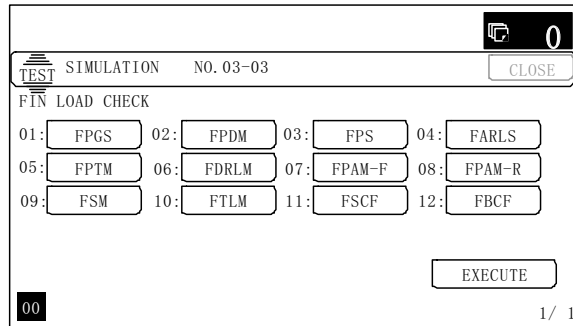 0
TEST SIMULATION NO.03-03 CLOSE
FIN LOAD CHECK
01: FPGS 02: FPDM 03: FPS 04: FARLS
05: FPTM 06: FDRLM 07: FPAM-F 08: FPAM-R
09: FSM 10: FTLM 11: FSCF 12: FBCF
EXECUTE
00 1/ 1